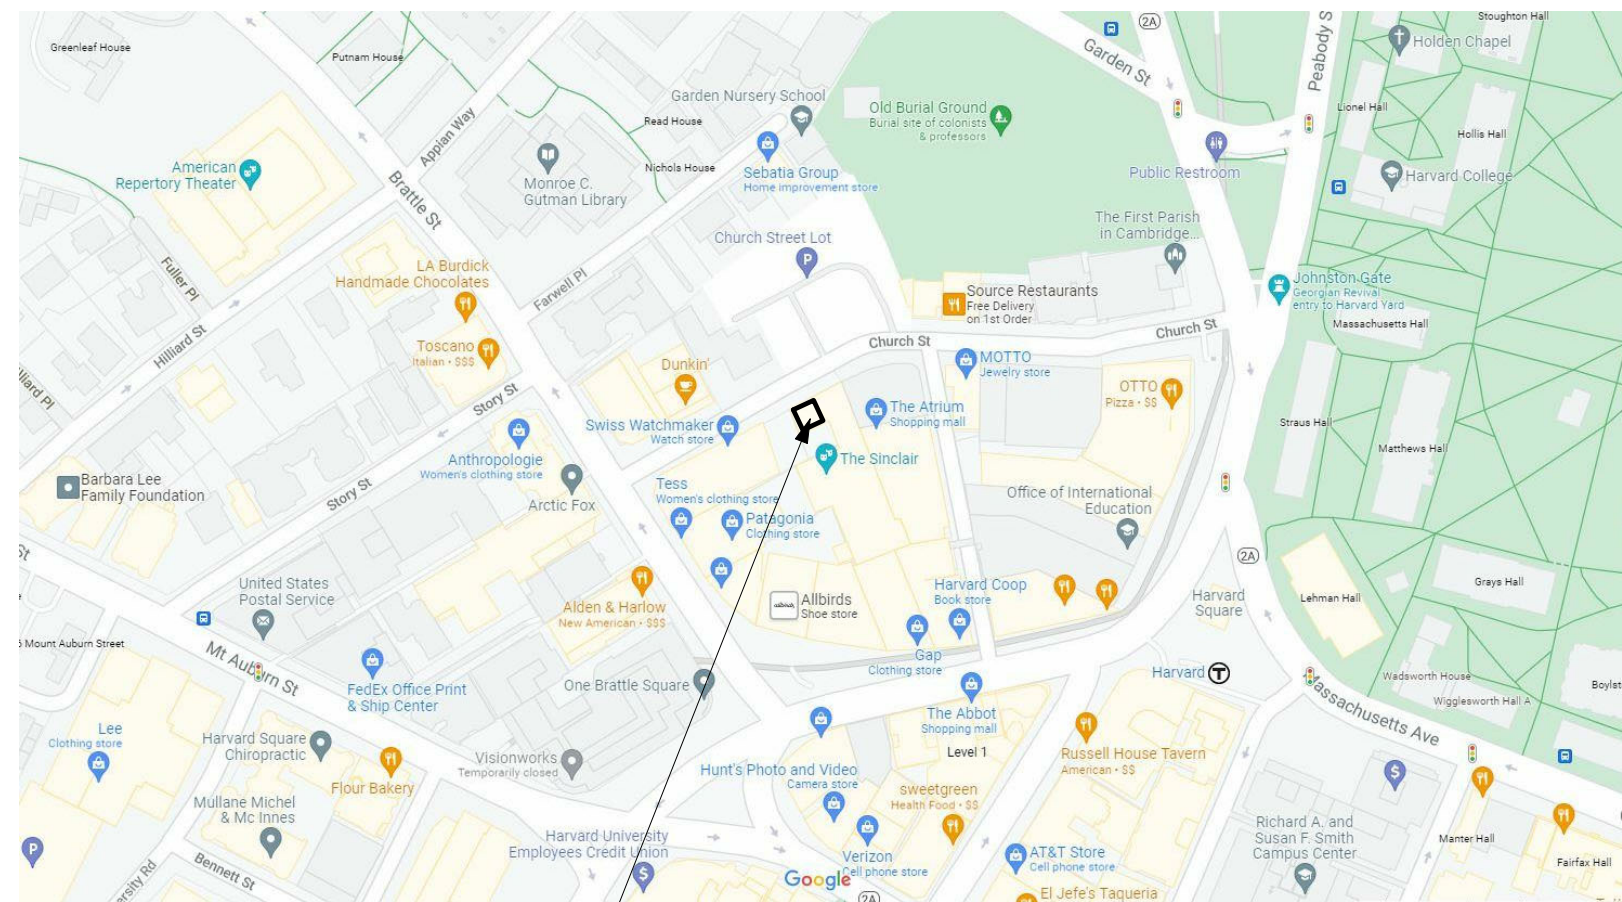 Greenleaf House
Putnam House
Appian Way
American
Repertory Theater
Brattle St
Monroe C.
Gutman Library
Garden Nursery School
Read House
Nichols House
Sebatia Group
Home improvement store
Old Burial Ground
Burial site of colonists
& professors
Garden St
2A
Peabody S
Stoughton Hall
Holden Chapel
Lionel Hall
Hollis Hall
Harvard College
Public Restroom
The First Parish
in Cambridge...
Church Street Lot
P
Fuller Pl
LA Burdick
Handmade Chocolates
Farwell Pl
Source Restaurants
Free Delivery
on 1st Order
Johnston Gate
Georgian Revival
entry to Harvard Yard
Massachusetts Hall
Hilliard St
Toscano
Italian · $$$
Church St
Church St
Dunkin'
MOTTO
Jewelry store
OTTO
Pizza · $$
illiard Pl
Story St
Swiss Watchmaker
Watch store
The Atrium
Shopping mall
Straus Hall
Matthews Hall
Anthropologie
Women's clothing store
The Sinclair
Barbara Lee
Family Foundation
Story St
Arctic Fox
Tess
Women's clothing store
Patagonia
Clothing store
Office of International
Education
St
2A
United States
Postal Service
Alden & Harlow
New American · $$$
Allbirds
Shoe store
allbirds
Harvard Coop
Book store
Harvard
Square
Lehman Hall
Grays Hall
6 Mount Auburn Street
Mt Auburn St
Gap
Clothing store
Harvard
T
FedEx Office Print
& Ship Center
One Brattle Square
Wadsworth House
Wigglesworth Hall A
Boylst
Massachusetts Ave
The Abbot
Shopping mall
Level 1
Lee
Clothing store
Harvard Square
Chiropractic
Visionworks
Temporarily closed
Russell House Tavern
American · $$
Flour Bakery
Hunt's Photo and Video
Camera store
sweetgreen
Health Food · $$
$
Mullane Michel
& Mc Innes
Harvard University
Employees Credit Union
$
Richard A. and
Susan F. Smith
Campus Center
Manter Hall
P
Bennett St
ersity Rd
Verizon
Cell phone store
AT&T Store
Cell phone store
Fairfax Hall
Google
2A
El Jefe's Taqueria